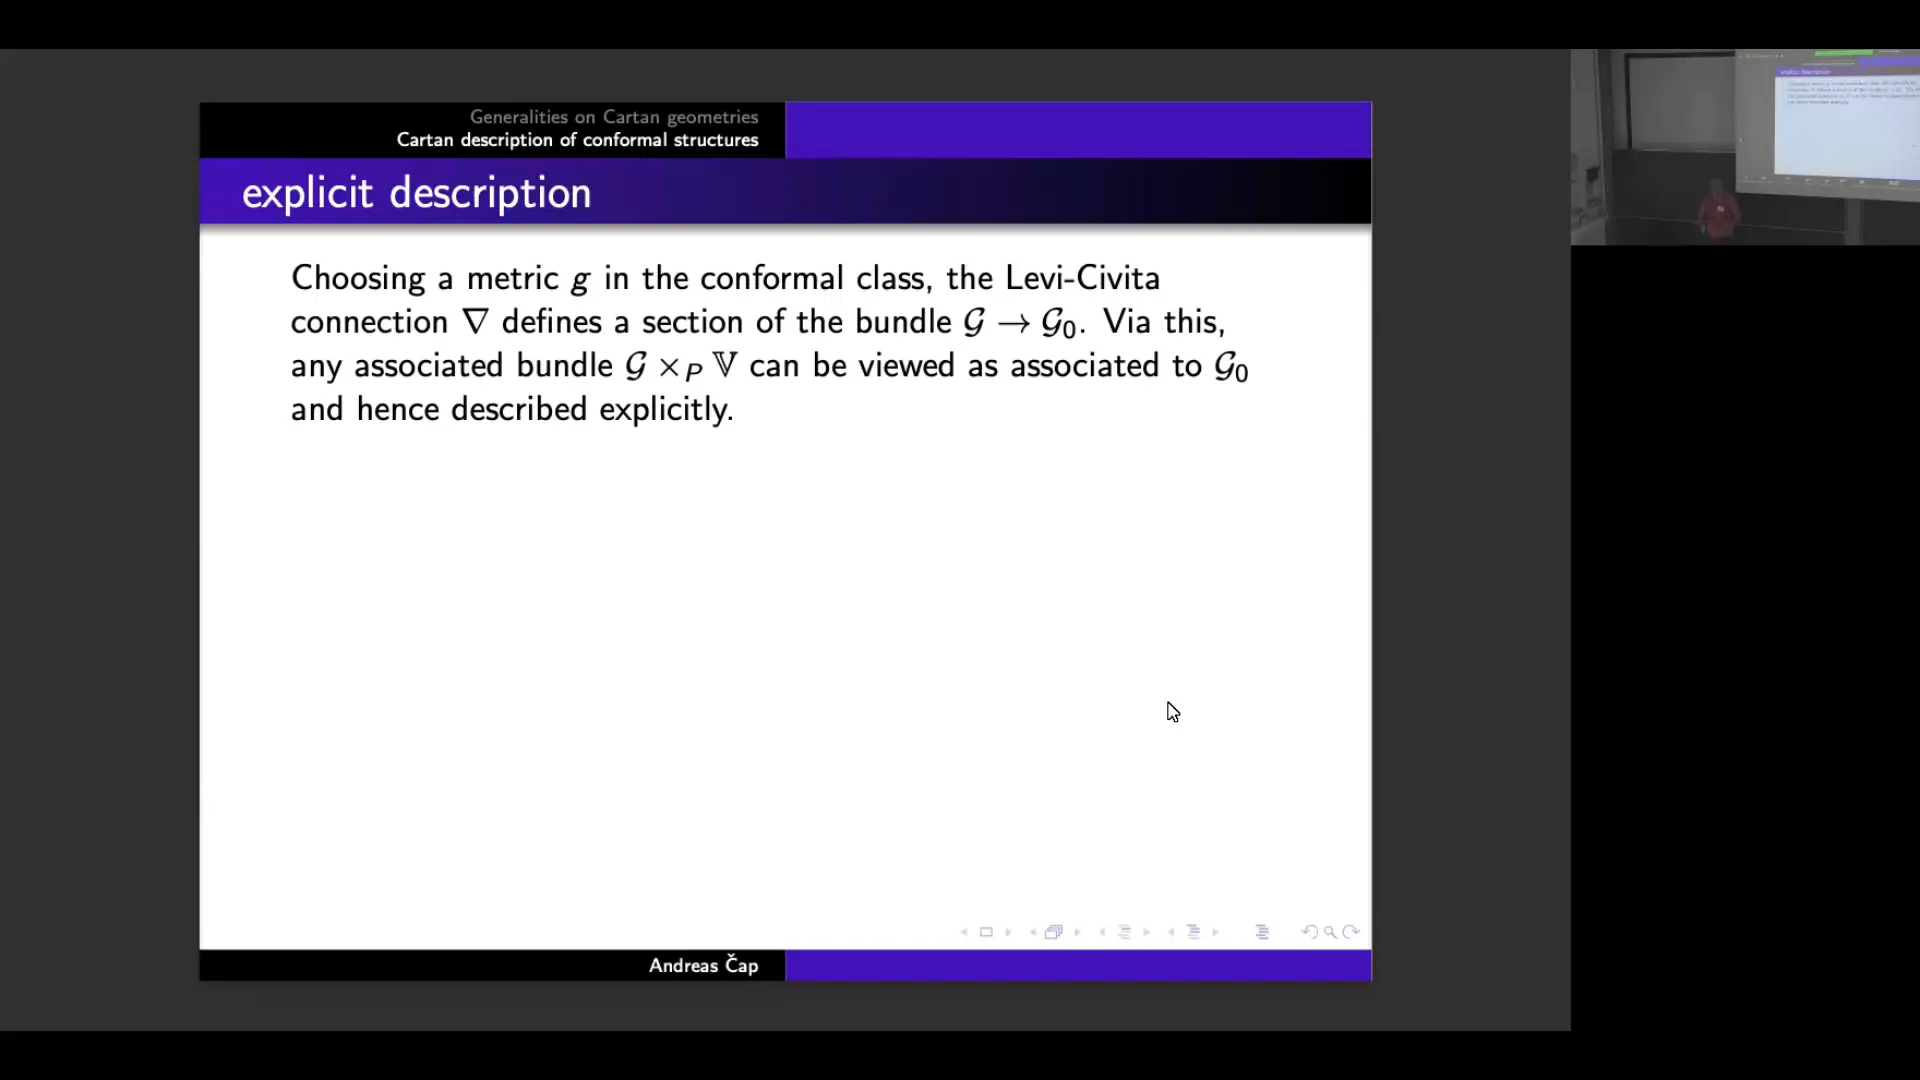 Generalities on Cartan geometries
Cartan description of conformal structures
explicit description
Choosing a metric g in the conformal class, the Levi-Civita
connection ∇ defines a section of the bundle 𝒢 → 𝒢₀. Via this,
any associated bundle 𝒢 ×_P 𝕍 can be viewed as associated to 𝒢₀
and hence described explicitly.
Andreas Čap